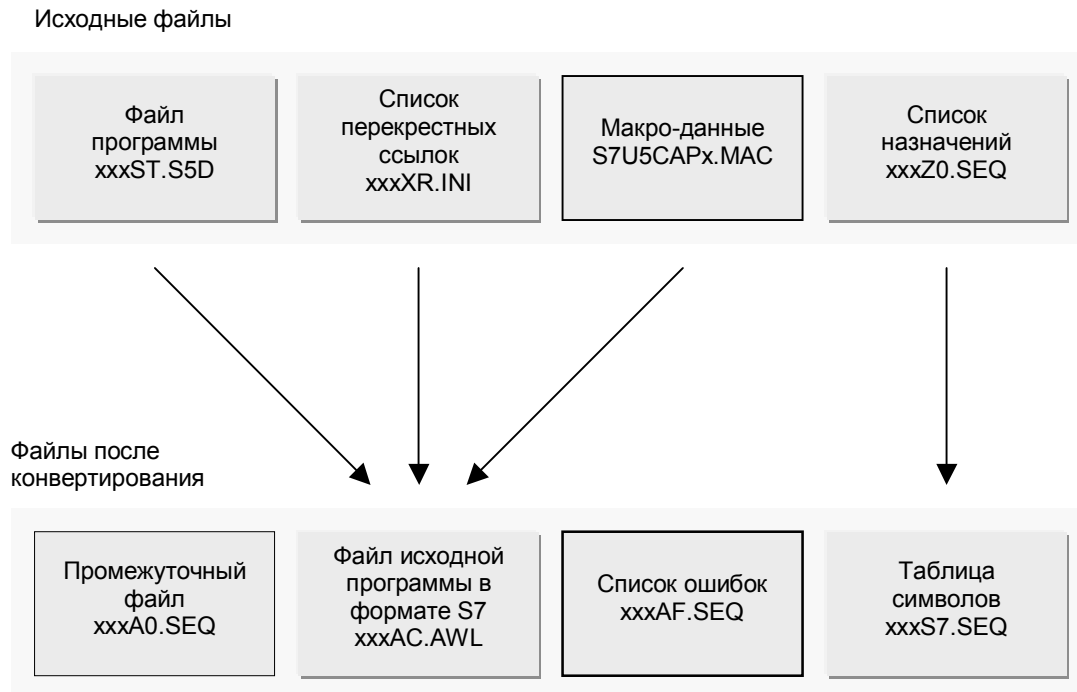 Исходные файлы
Файл
программы
xxxST.S5D
Список
перекрестных
ссылок
xxxXR.INI
Макро-данные
S7U5CAPx.MAC
Список
назначений
xxxZ0.SEQ
Файлы после
конвертирования
Промежуточный
файл
xxxA0.SEQ
Файл исходной
программы в
формате S7
xxxAC.AWL
Список ошибок
xxxAF.SEQ
Таблица
символов
xxxS7.SEQ